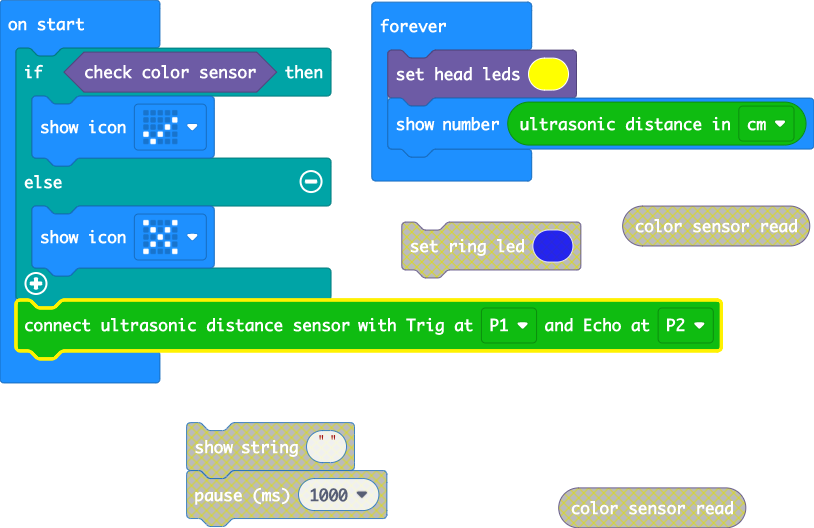 on start
if check color sensor then
show icon
else
show icon
connect ultrasonic distance sensor with Trig at P1 and Echo at P2
forever
set head leds
show number ultrasonic distance in cm
set ring led
color sensor read
show string " "
pause (ms) 1000
color sensor read